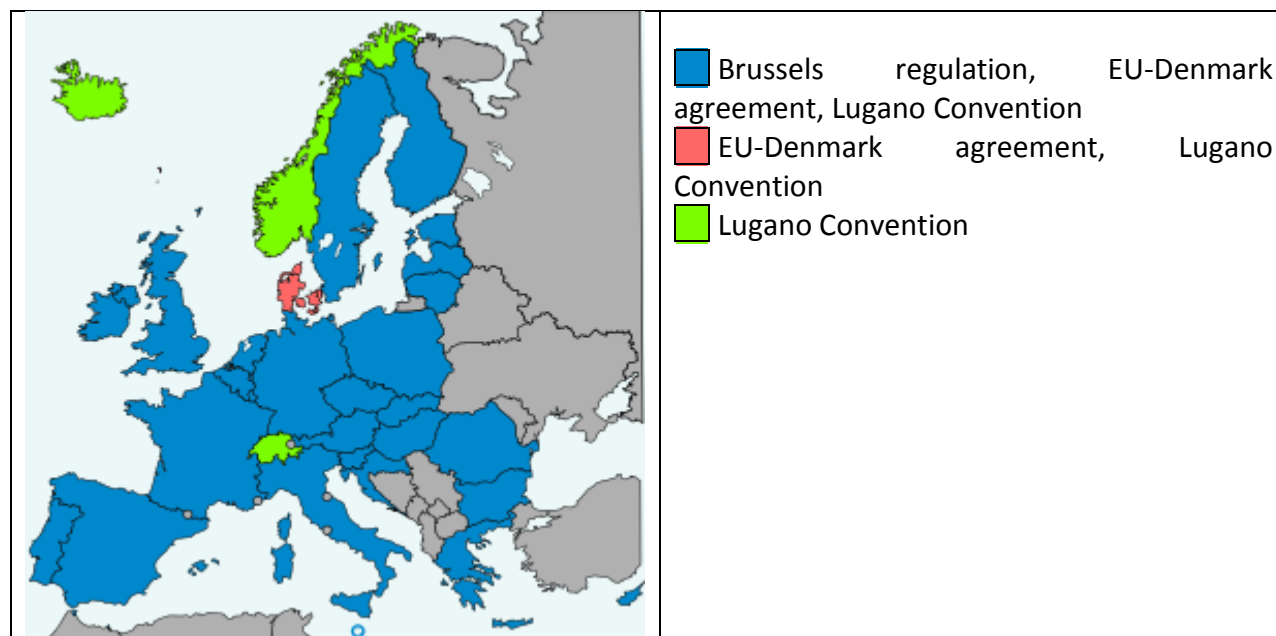 Brussels regulation, EU-Denmark
agreement, Lugano Convention
EU-Denmark agreement, Lugano
Convention
Lugano Convention